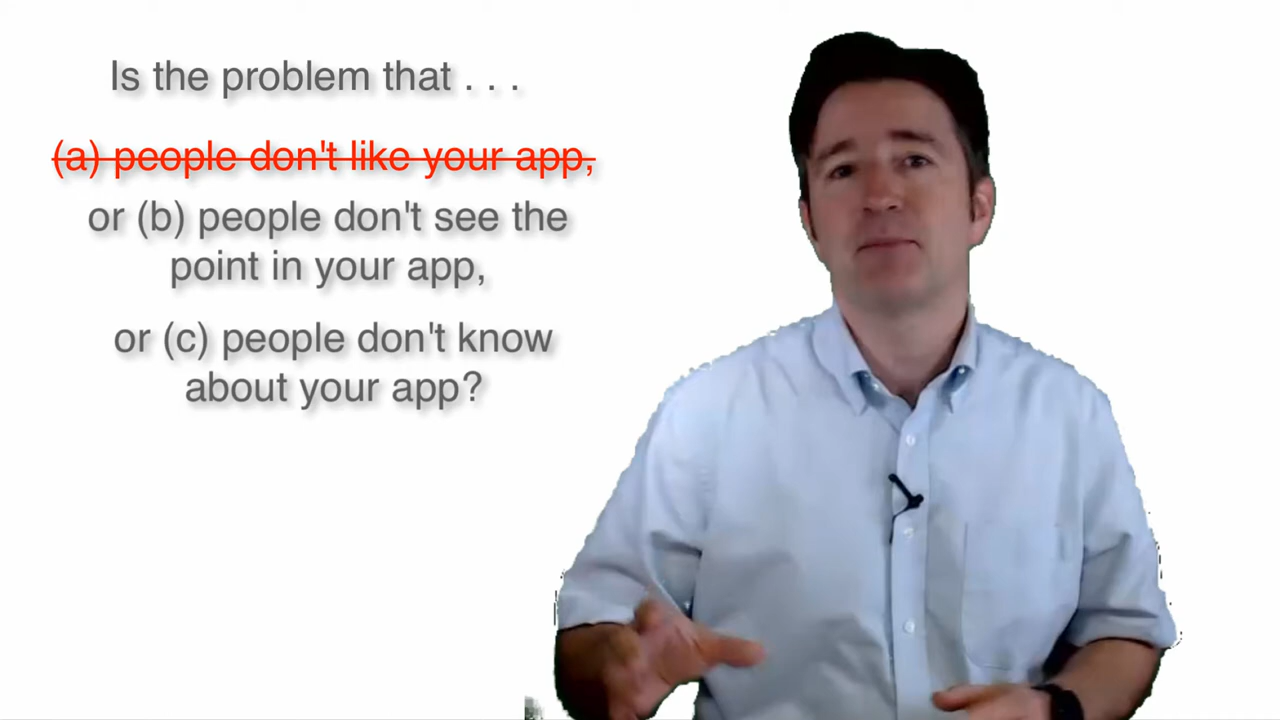 Is the problem that . . .
(a) people don't like your app,
or (b) people don't see the
point in your app,
or (c) people don't know
about your app?